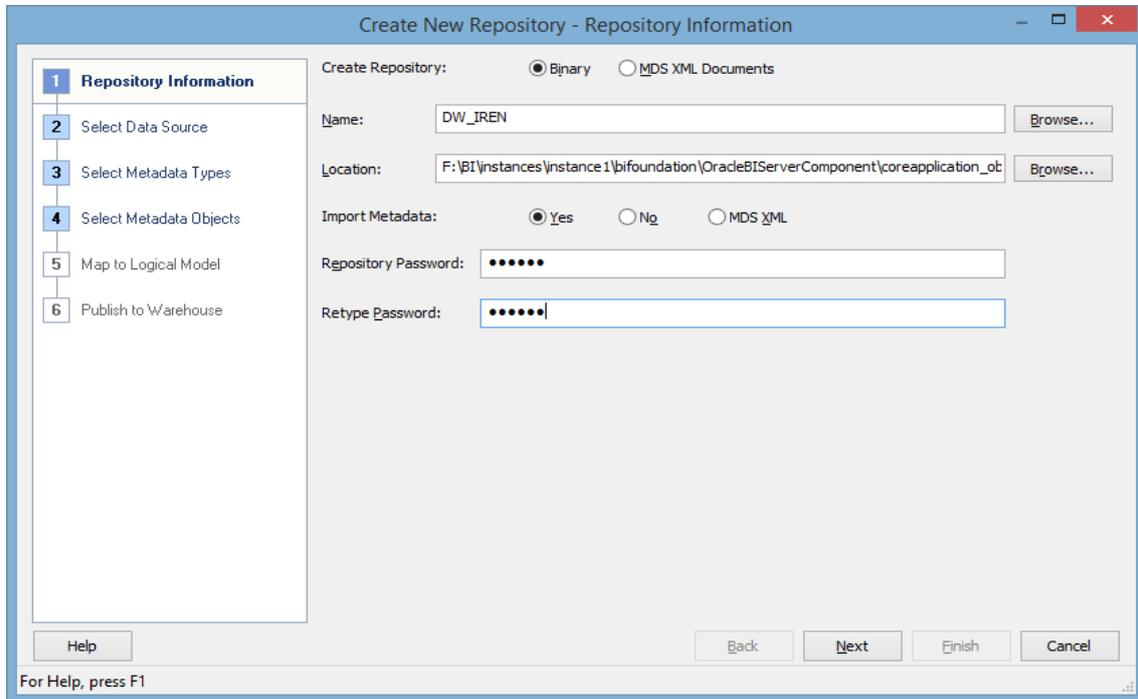 Create New Repository - Repository Information
1 Repository Information
2 Select Data Source
3 Select Metadata Types
4 Select Metadata Objects
5 Map to Logical Model
6 Publish to Warehouse
Create Repository: Binary MDS XML Documents
Name: DW_IREN Browse...
Location: F:\BI\instances\instance1\bifoundation\OracleBIServerComponent\coreapplication_ob Browse...
Import Metadata: Yes No MDS XML
Repository Password: ••••••
Retype Password: ••••••
Help Back Next Finish Cancel
For Help, press F1